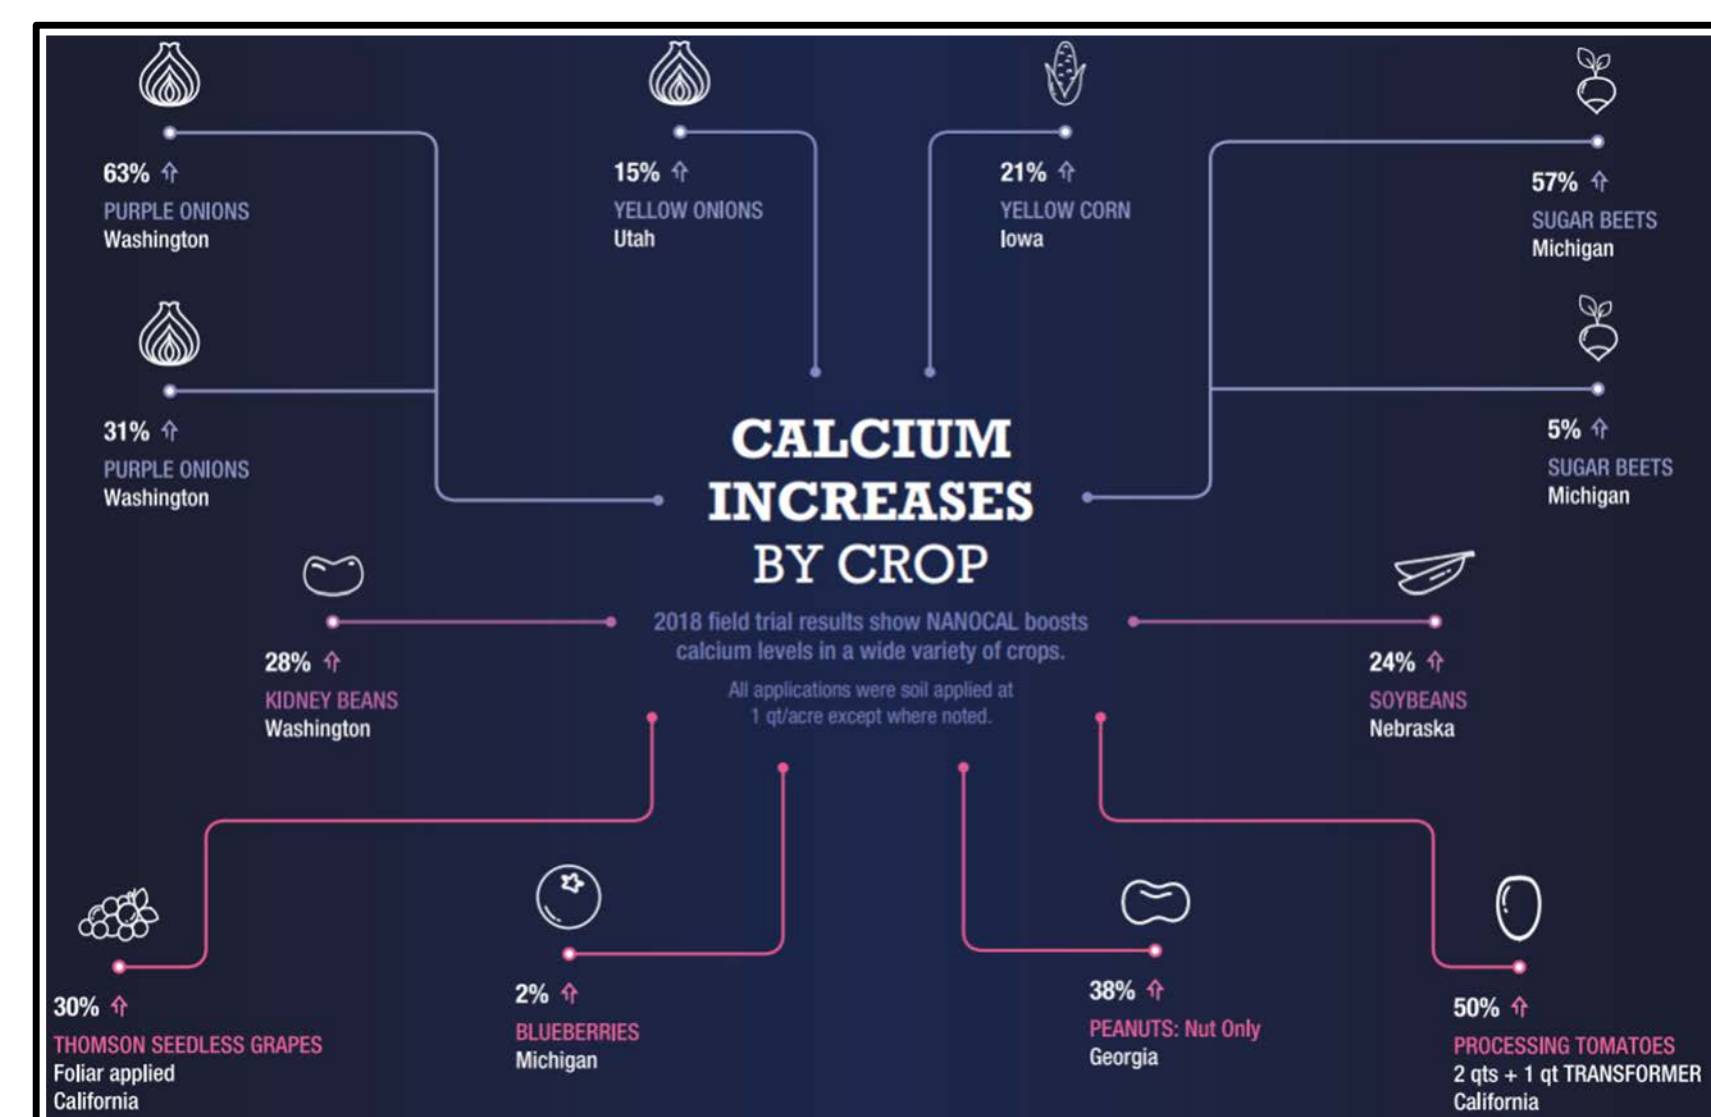 63%
PURPLE ONIONS
Washington
15%
YELLOW ONIONS
Utah
21%
YELLOW CORN
Iowa
57%
SUGAR BEETS
Michigan
31%
PURPLE ONIONS
Washington
5%
SUGAR BEETS
Michigan
CALCIUM
INCREASES
BY CROP
2018 field trial results show NANOCAL boosts
calcium levels in a wide variety of crops.
All applications were soil applied at
1 qt/acre except where noted.
28%
KIDNEY BEANS
Washington
24%
SOYBEANS
Nebraska
30%
THOMSON SEEDLESS GRAPES
Foliar applied
California
2%
BLUEBERRIES
Michigan
38%
PEANUTS: Nut Only
Georgia
50%
PROCESSING TOMATOES
2 qts + 1 qt TRANSFORMER
California